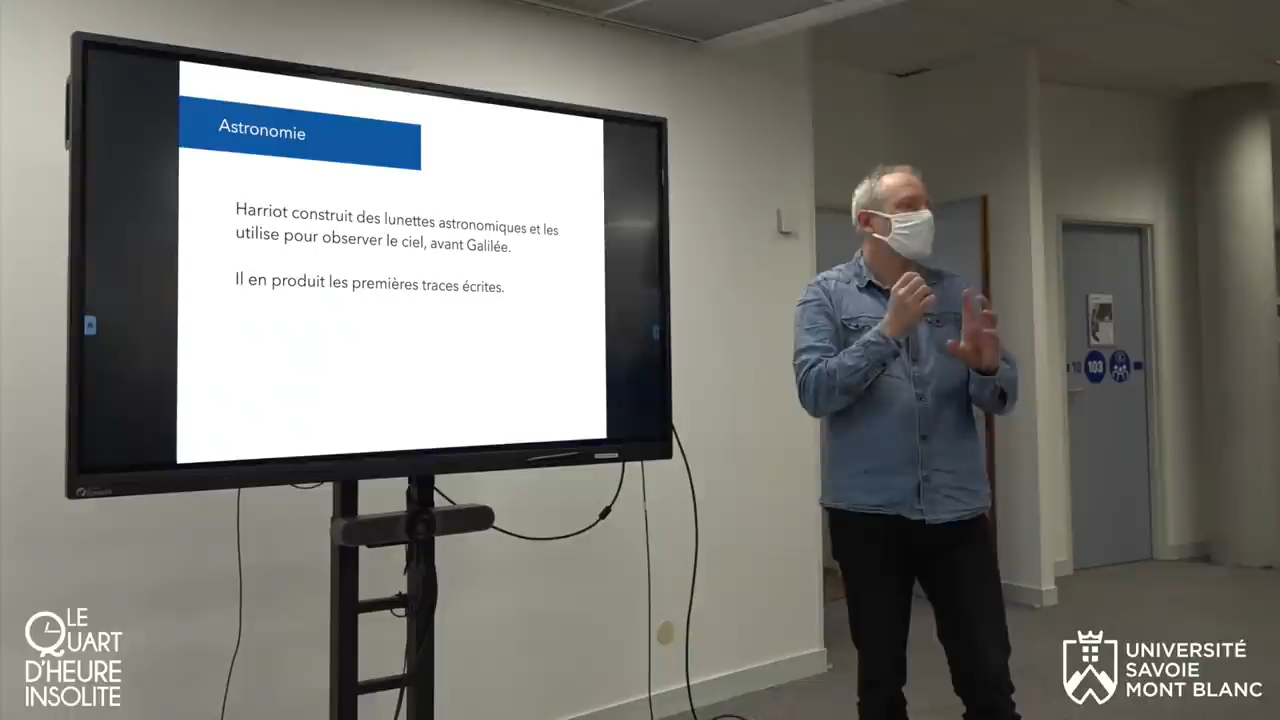 Astronomie
Harriot construit des lunettes astronomiques et les
utilise pour observer le ciel, avant Galilée.
Il en produit les premières traces écrites.
103
LE
QUART
D'HEURE
INSOLITE
UNIVERSITÉ
SAVOIE
MONT BLANC